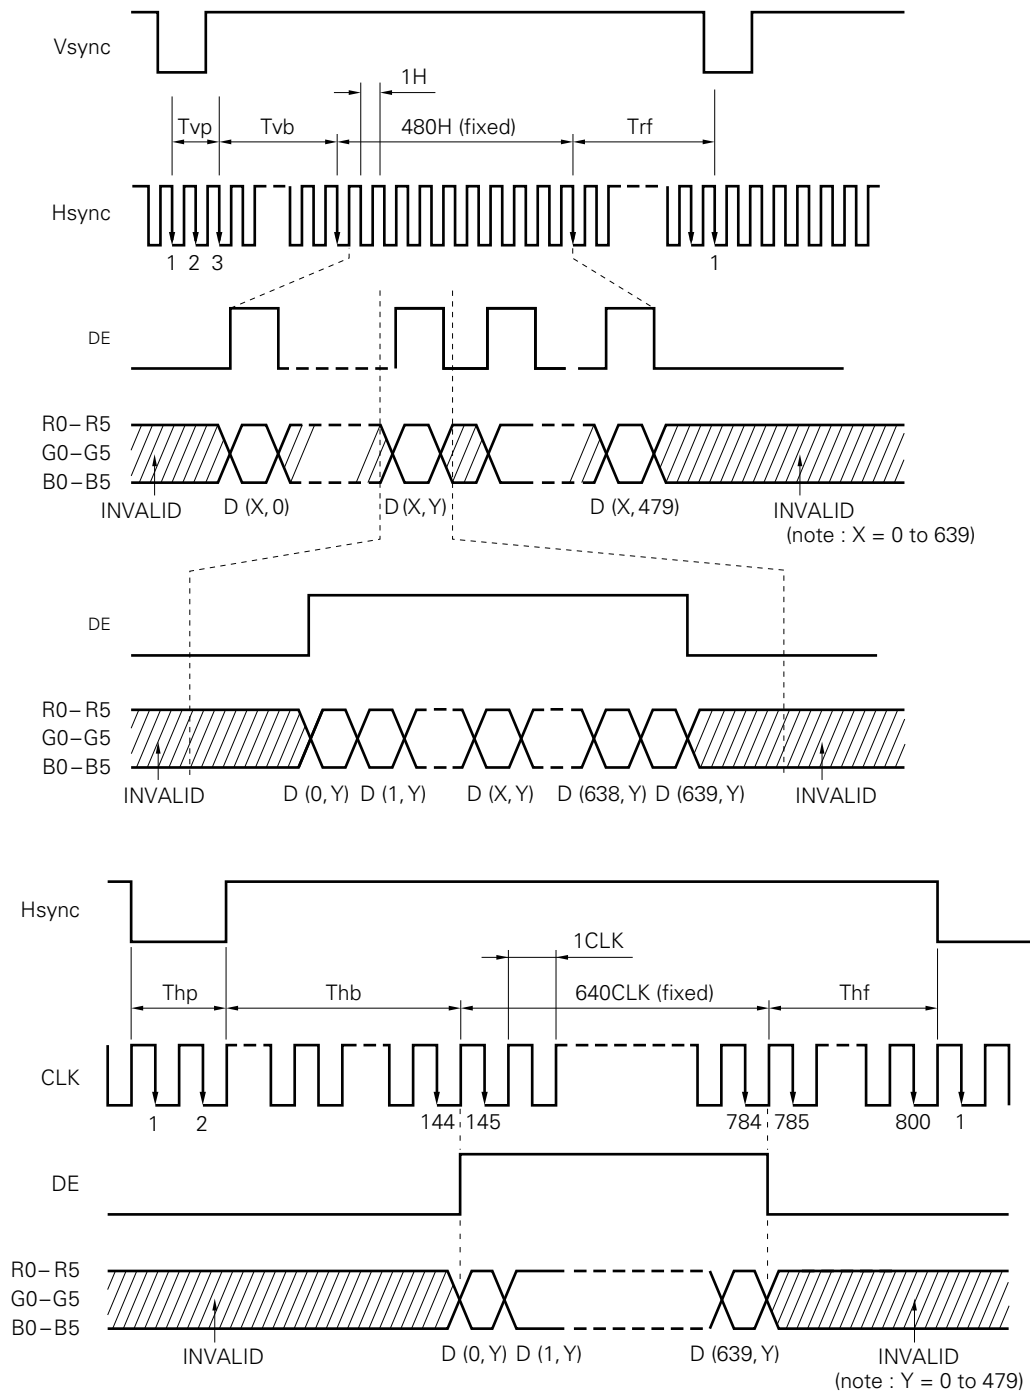 Vsync
1H
Tvp Tvb 480H (fixed) Trf
Hsync
1 2 3 1
DE
R0–R5
G0–G5
B0–B5
INVALID D (X, 0) D (X, Y) D (X, 479) INVALID
(note : X = 0 to 639)
DE
R0–R5
G0–G5
B0–B5
INVALID D (0, Y) D (1, Y) D (X, Y) D (638, Y) D (639, Y) INVALID
Hsync
1CLK
Thp Thb 640CLK (fixed) Thf
CLK
1 2 144 145 784 785 800 1
DE
R0–R5
G0–G5
B0–B5
INVALID D (0, Y) D (1, Y) D (639, Y) INVALID
(note : Y = 0 to 479)